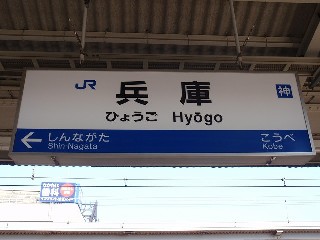 JR 兵庫 神
ひょうご Hyōgo
← しんながた こうべ
Shin Nagata Kobe